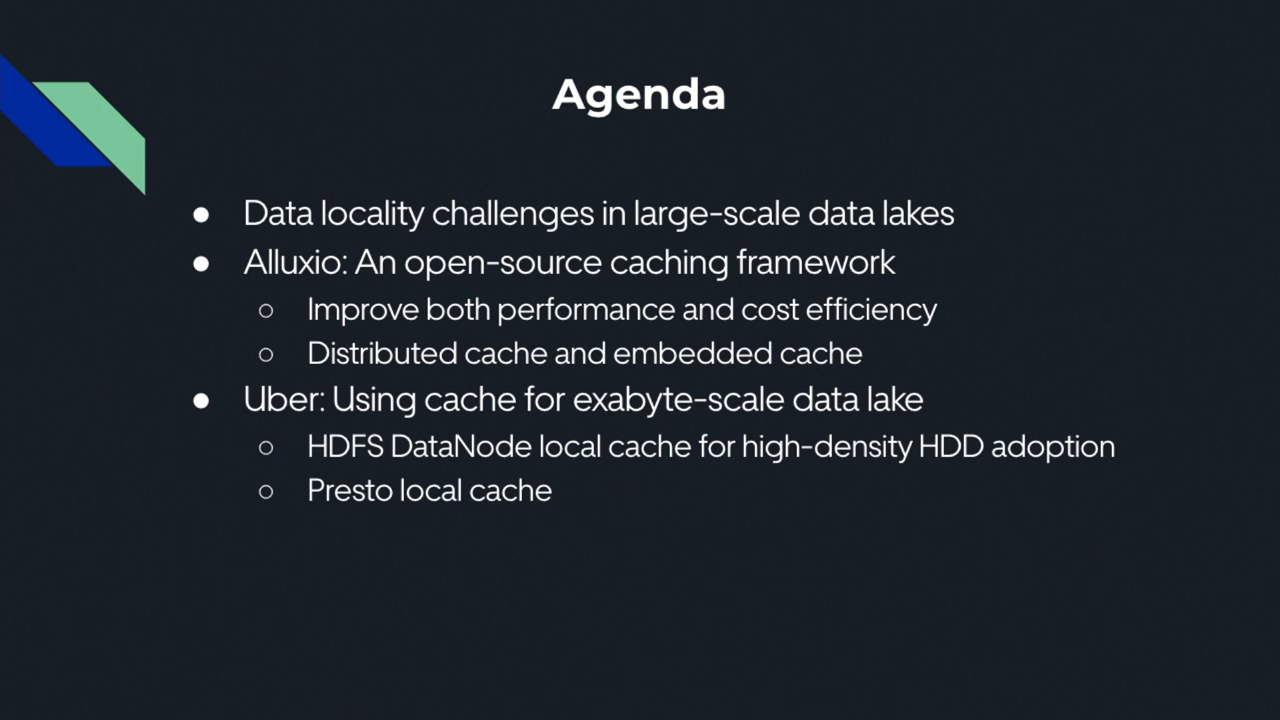 Agenda
● Data locality challenges in large-scale data lakes
● Alluxio: An open-source caching framework
○ Improve both performance and cost efficiency
○ Distributed cache and embedded cache
● Uber: Using cache for exabyte-scale data lake
○ HDFS DataNode local cache for high-density HDD adoption
○ Presto local cache